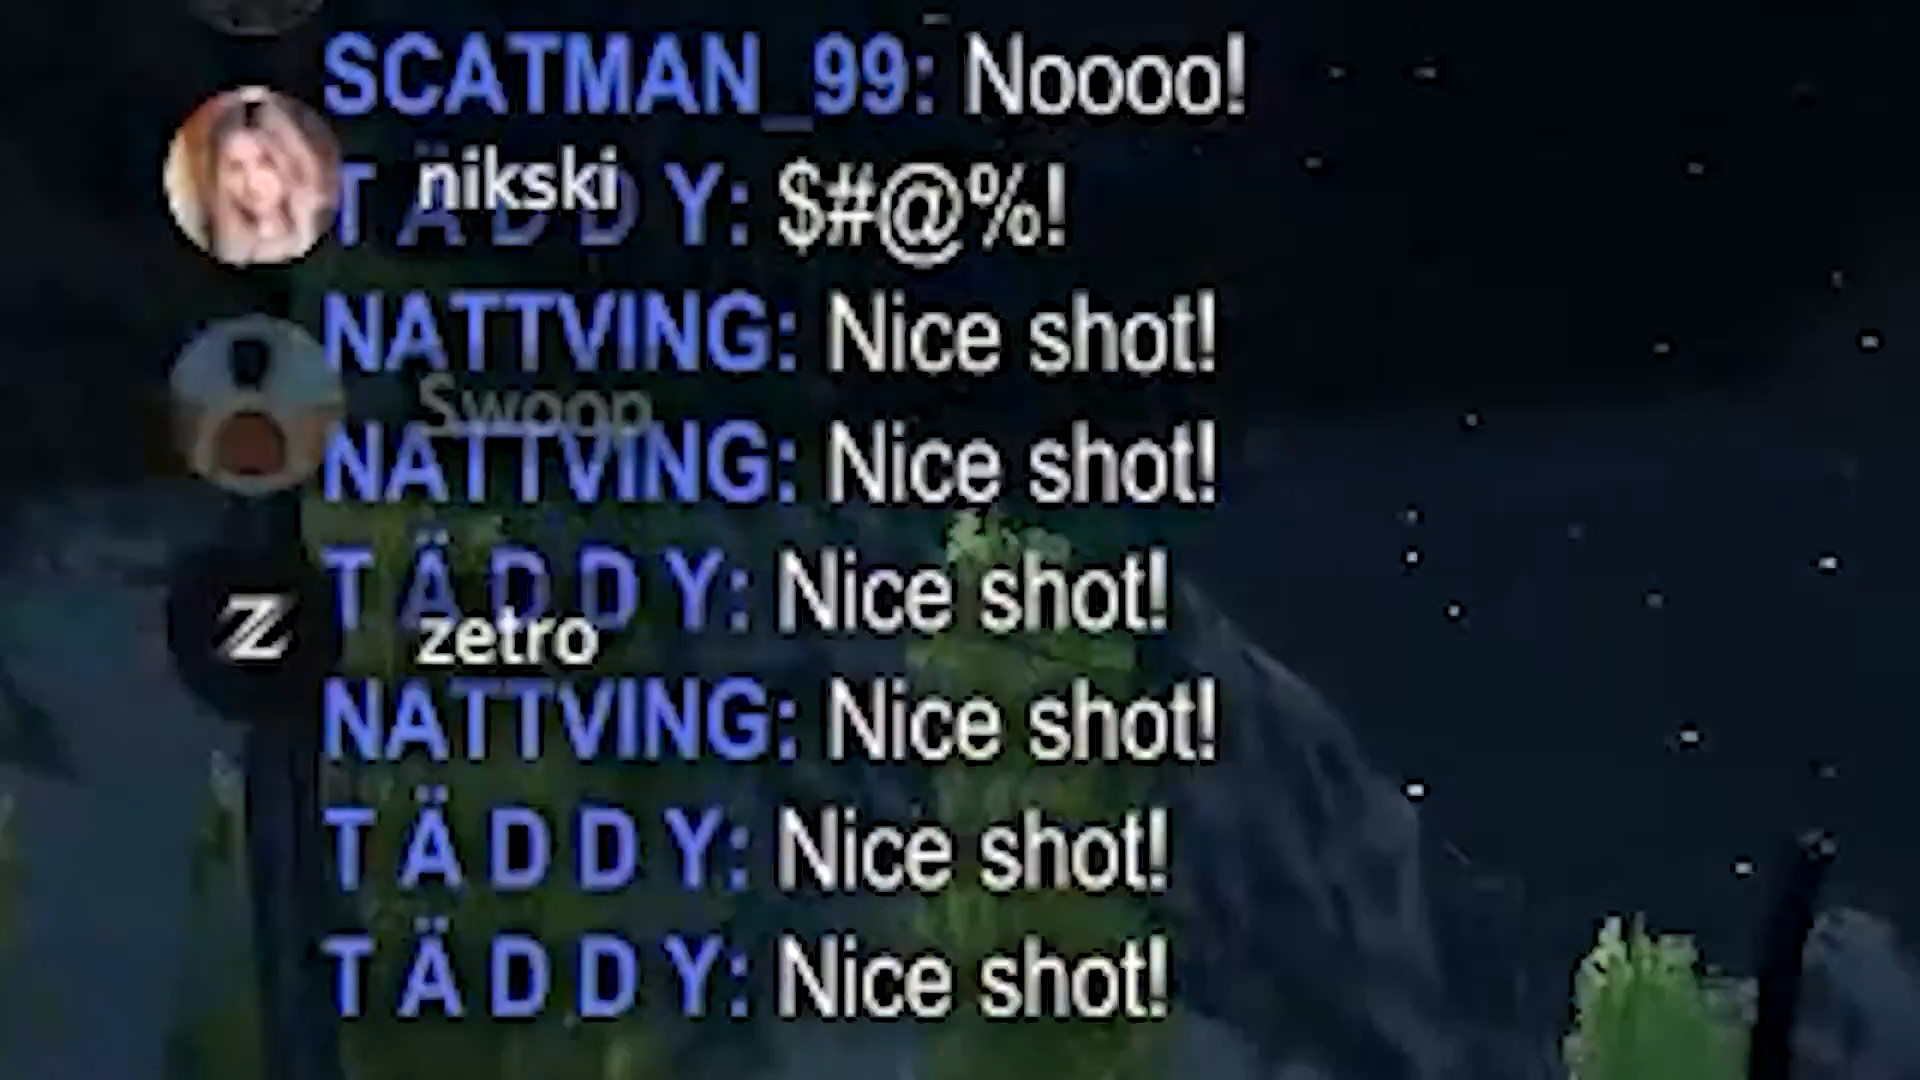 SCATMAN_99: Noooo!
nikski
T Ä D D Y: $#@%!
NATTVING: Nice shot!
Swoop
NATTVING: Nice shot!
T Ä D D Y: Nice shot!
Z zetro
NATTVING: Nice shot!
T Ä D D Y: Nice shot!
T Ä D D Y: Nice shot!